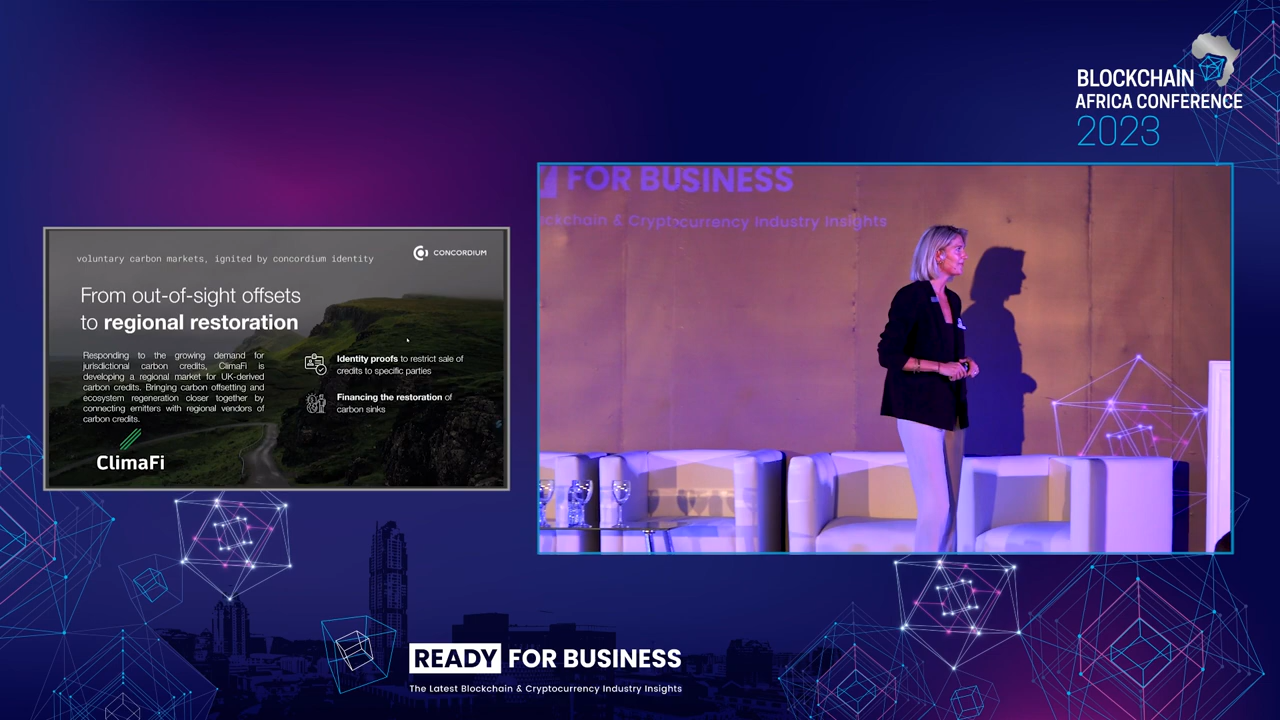 BLOCKCHAIN
AFRICA CONFERENCE
2023
voluntary carbon markets, ignited by concordium identity
CONCORDIUM
From out-of-sight offsets
to regional restoration
Responding to the growing demand for
jurisdictional carbon credits, ClimaFi is
developing a regional market for UK-derived
carbon credits. Bringing carbon offsetting and
ecosystem regeneration closer together by
connecting emitters with regional vendors of
carbon credits.
Identity proofs to restrict sale of
credits to specific parties
Financing the restoration of
carbon sinks
ClimaFi
FOR BUSINESS
ckchain & Cryptocurrency Industry Insights
READY FOR BUSINESS
The Latest Blockchain & Cryptocurrency Industry Insights